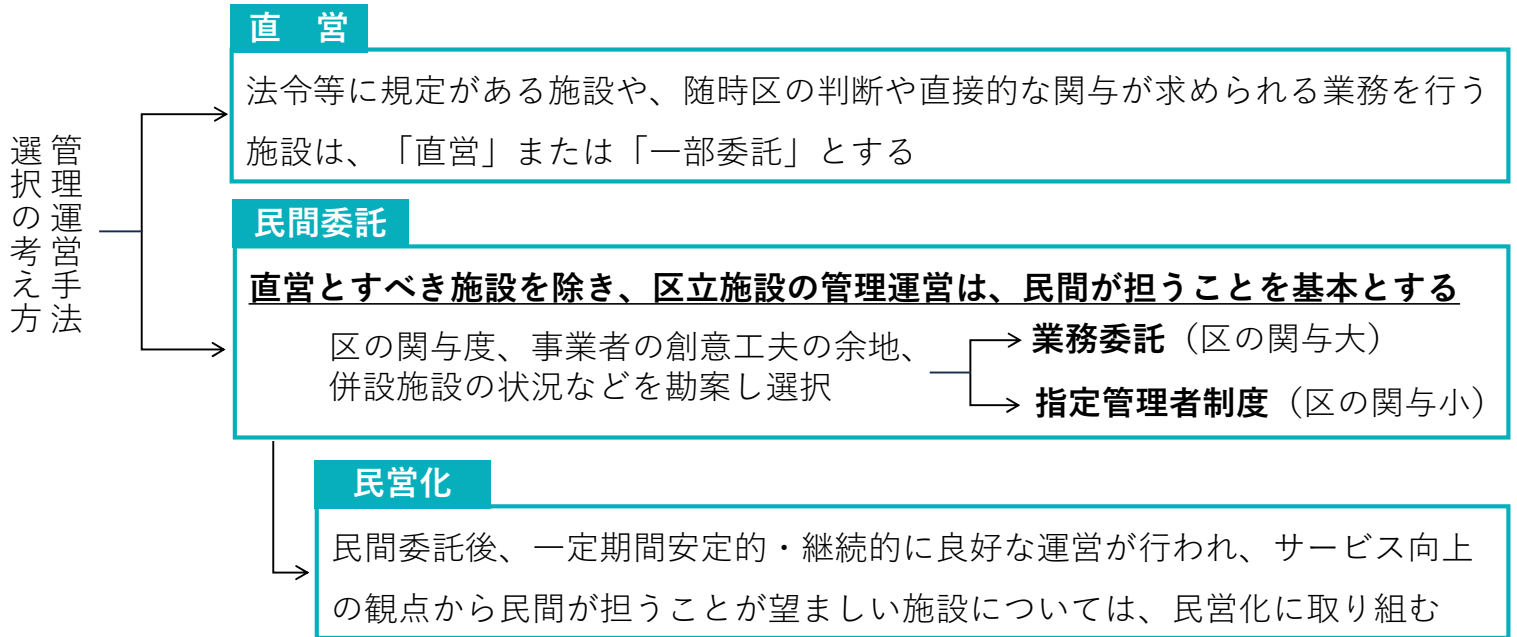 管理運営手法
選択の考え方
直　営
法令等に規定がある施設や、随時区の判断や直接的な関与が求められる業務を行う
施設は、「直営」または「一部委託」とする
民間委託
直営とすべき施設を除き、区立施設の管理運営は、民間が担うことを基本とする
区の関与度、事業者の創意工夫の余地、
併設施設の状況などを勘案し選択
業務委託（区の関与大）
指定管理者制度（区の関与小）
民営化
民間委託後、一定期間安定的・継続的に良好な運営が行われ、サービス向上
の観点から民間が担うことが望ましい施設については、民営化に取り組む